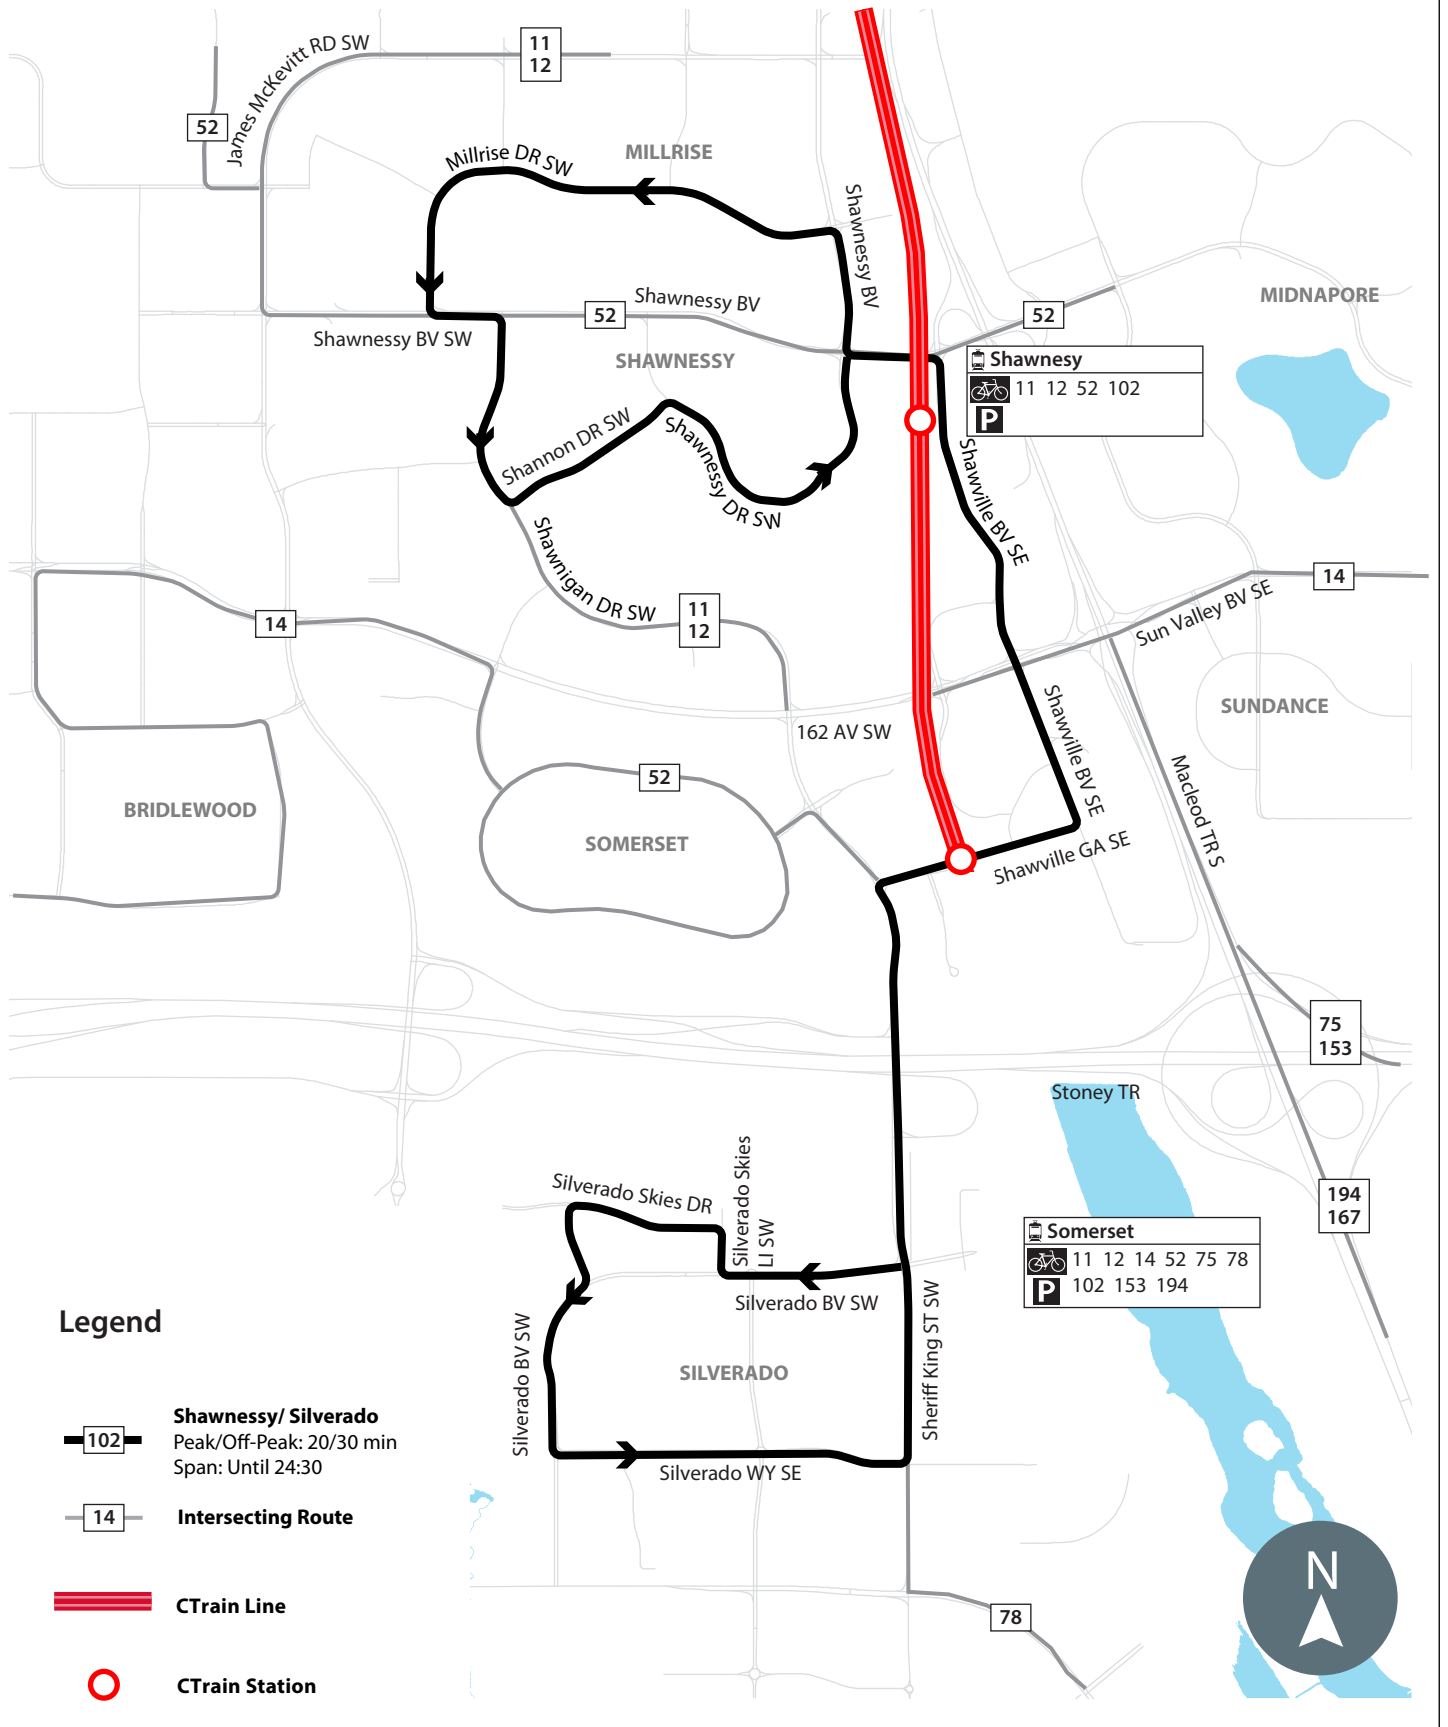 James McKevitt RD SW
11
12
52
Millrise DR SW
MILLRISE
Shawnessy BV
MIDNAPORE
Shawnessy BV
52
52
Shawnessy BV SW
SHAWNESSY
Shawnesy
11 12 52 102
P
Shannon DR SW
Shawnessy DR SW
Shawville BV SE
Shawnigan DR SW
14
Sun Valley BV SE
14
11
12
SUNDANCE
162 AV SW
Shawville BV SE
Macleod TR S
52
BRIDLEWOOD
SOMERSET
Shawville GA SE
75
153
Stoney TR
Silverado Skies
LI SW
Silverado Skies DR
194
167
Somerset
11 12 14 52 75 78
P
102 153 194
Silverado BV SW
Sheriff King ST SW
Silverado BV SW
SILVERADO
Silverado WY SE
Legend
102
Shawnessy/ Silverado
Peak/Off-Peak: 20/30 min
Span: Until 24:30
14
Intersecting Route
CTrain Line
CTrain Station
78
N